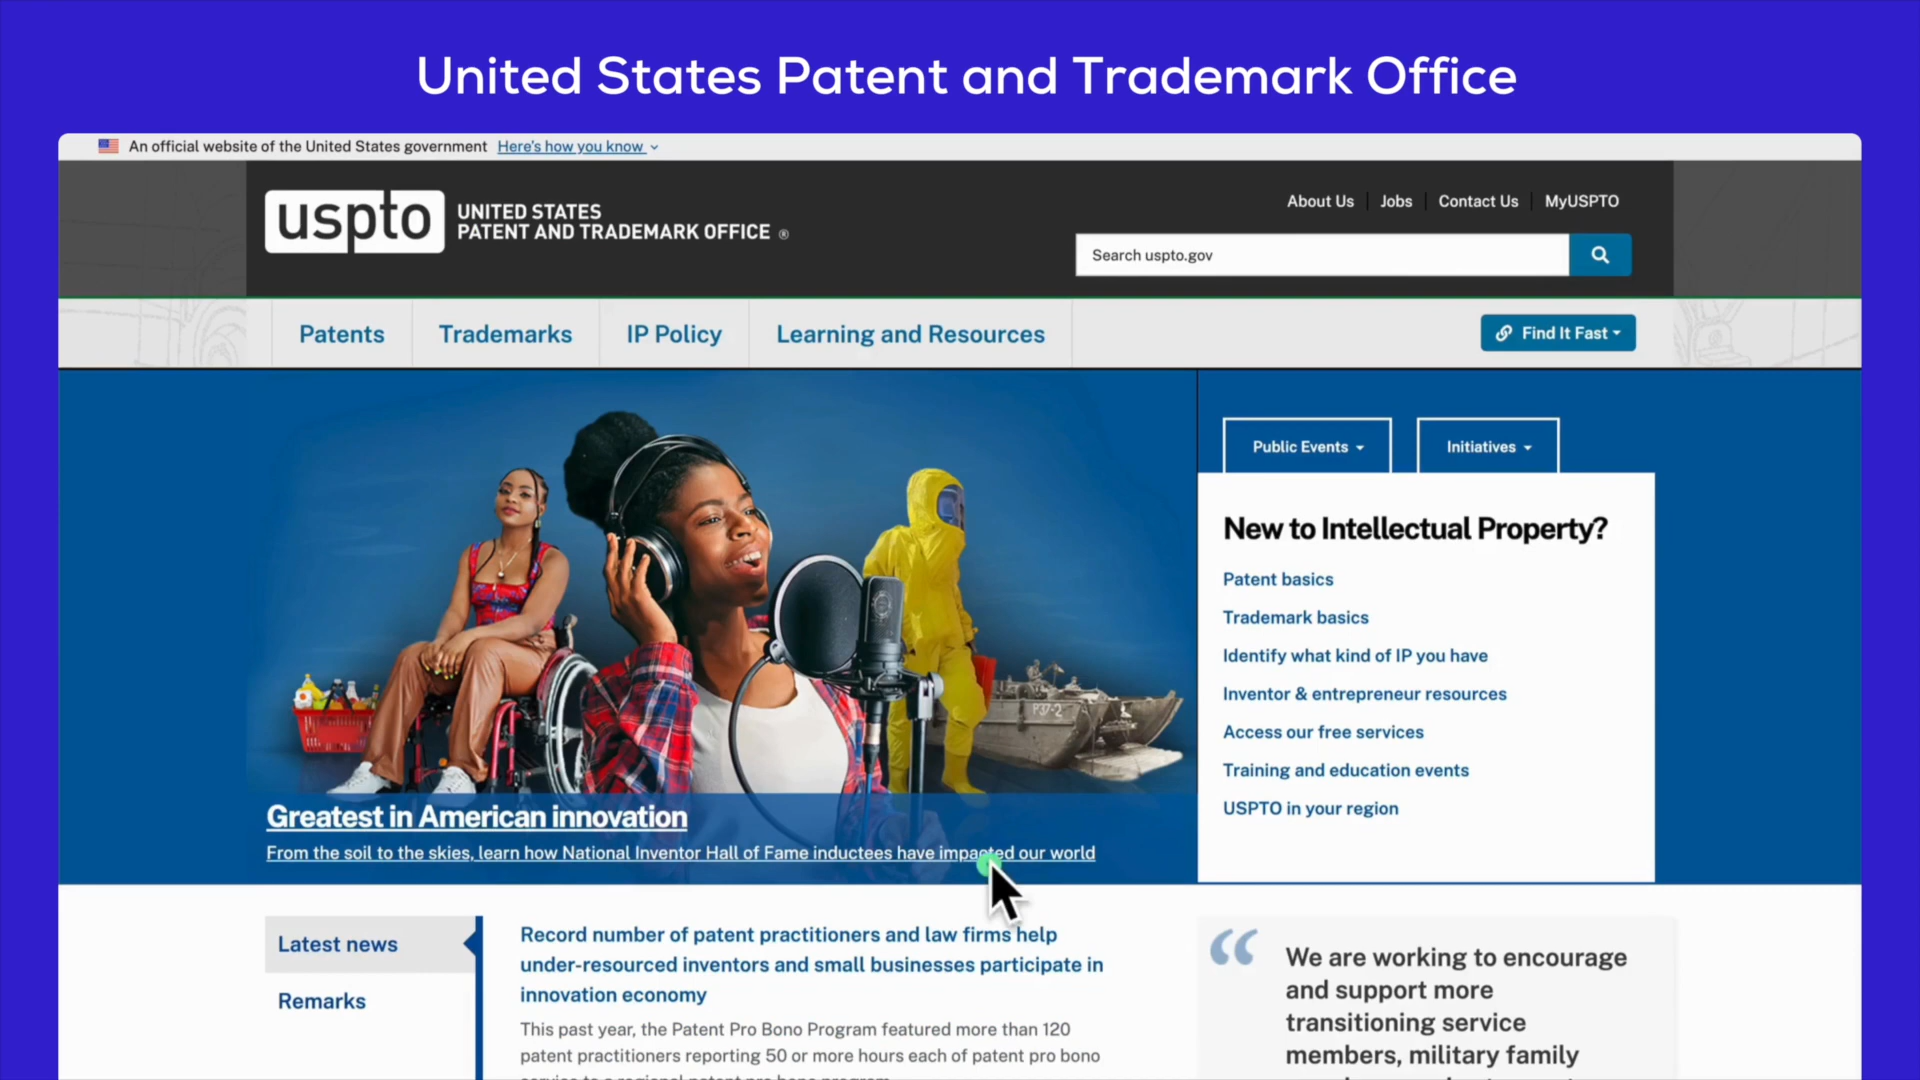 United States Patent and Trademark Office
An official website of the United States government Here's how you know
uspto UNITED STATES
PATENT AND TRADEMARK OFFICE ®
About Us Jobs Contact Us MyUSPTO
Search uspto.gov
Patents Trademarks IP Policy Learning and Resources Find It Fast
Public Events Initiatives
P37-2
Greatest in American innovation
From the soil to the skies, learn how National Inventor Hall of Fame inductees have impacted our world
New to Intellectual Property?
Patent basics
Trademark basics
Identify what kind of IP you have
Inventor & entrepreneur resources
Access our free services
Training and education events
USPTO in your region
Latest news
Remarks
Record number of patent practitioners and law firms help
under-resourced inventors and small businesses participate in
innovation economy
This past year, the Patent Pro Bono Program featured more than 120
patent practitioners reporting 50 or more hours each of patent pro bono
We are working to encourage
and support more
transitioning service
members, military family